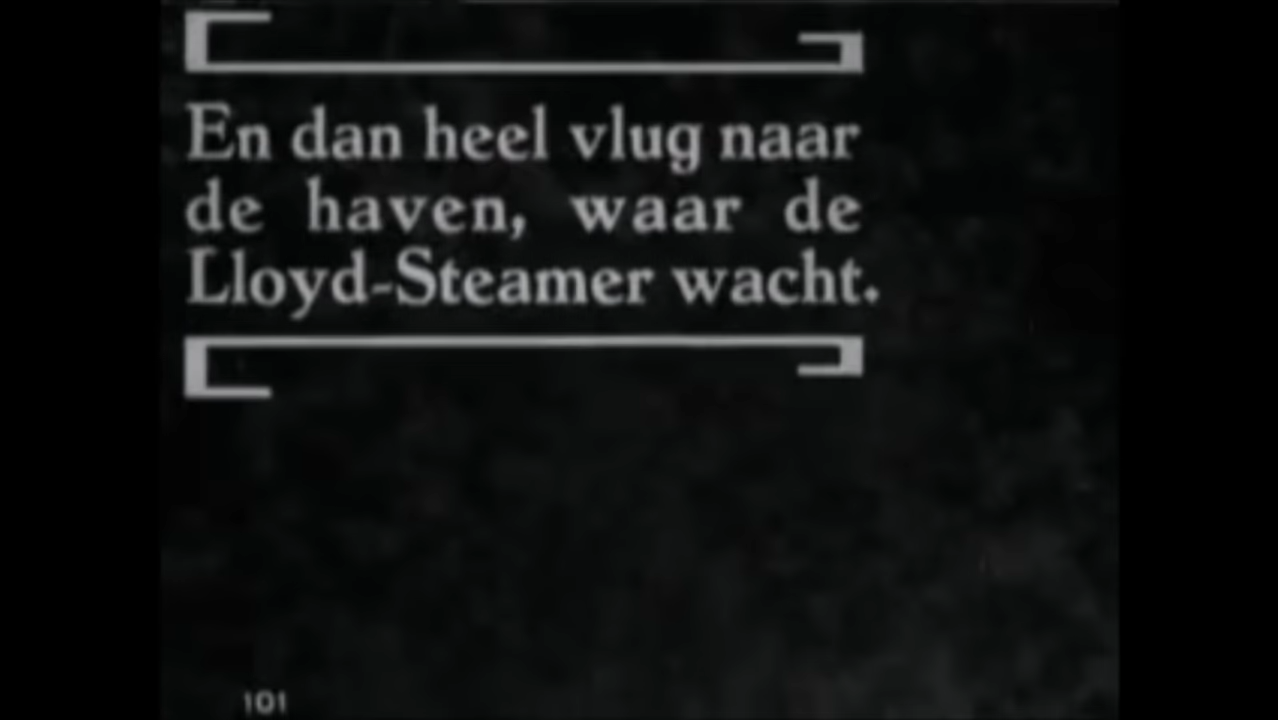 En dan heel vlug naar
de haven, waar de
Lloyd-Steamer wacht.
101